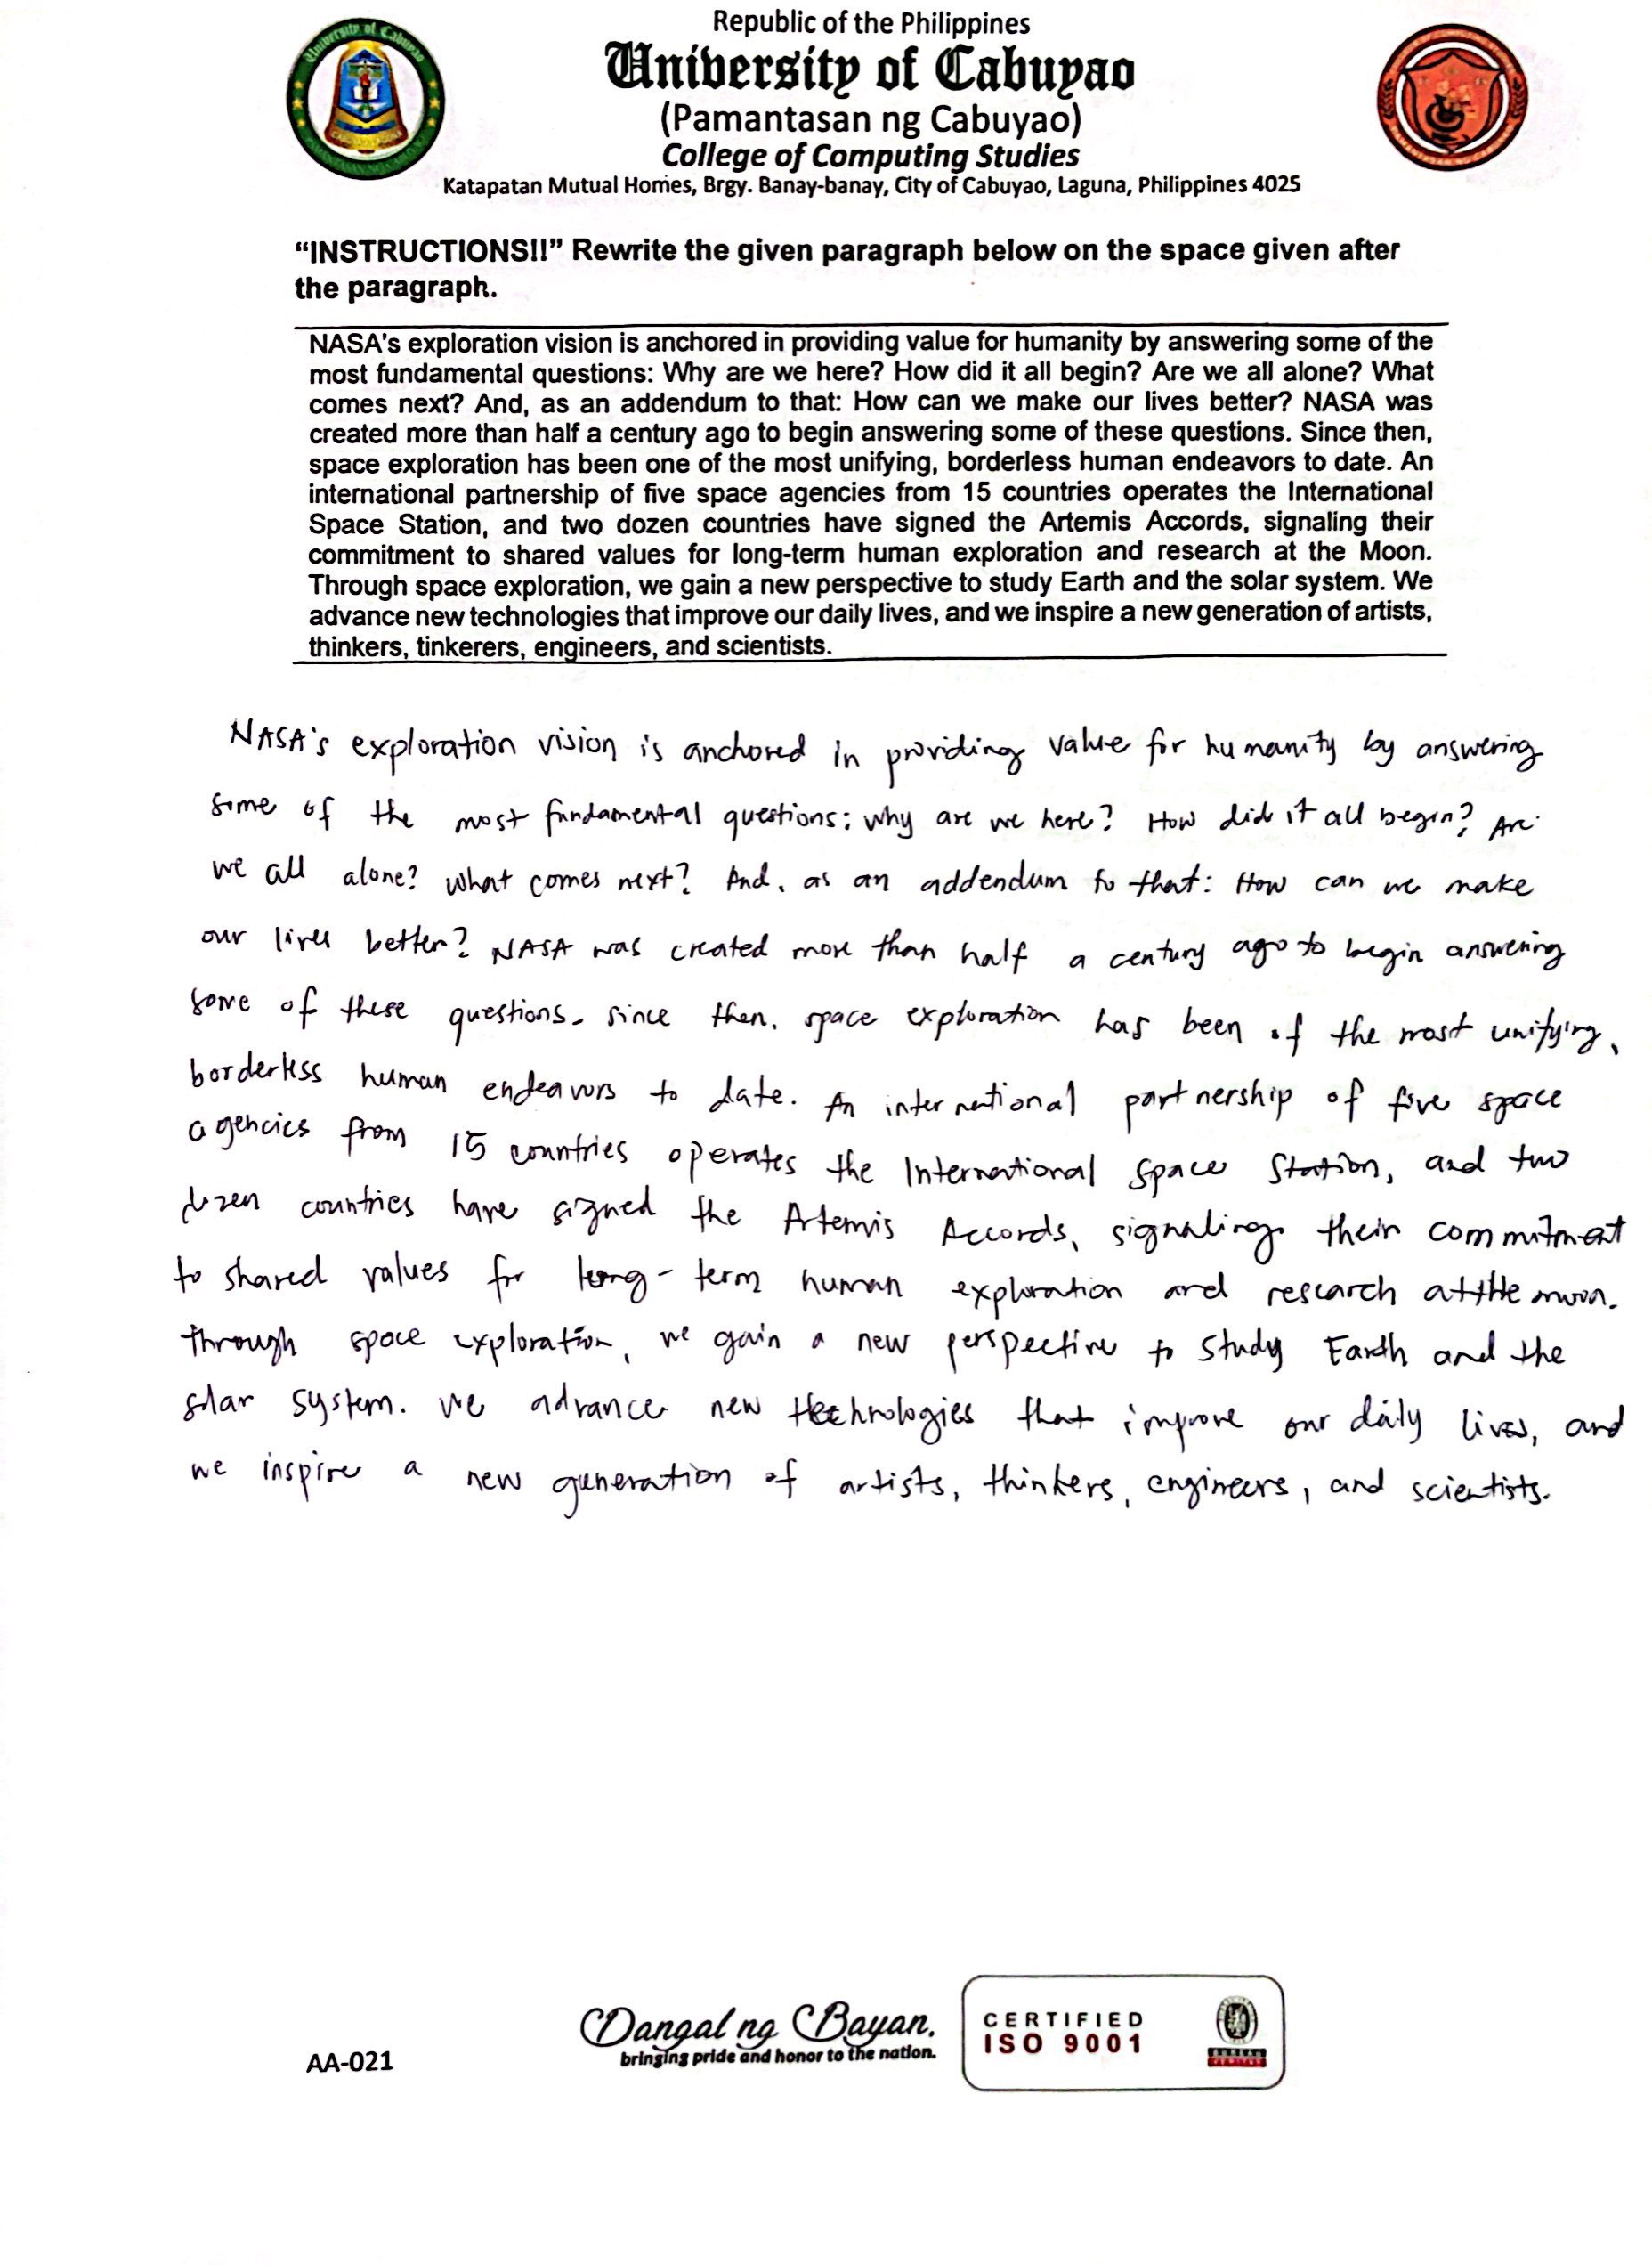 University of Cabuyao
Republic of the Philippines
University of Cabuyao
(Pamantasan ng Cabuyao)
College of Computing Studies
Katapatan Mutual Homes, Brgy. Banay-banay, City of Cabuyao, Laguna, Philippines 4025
“INSTRUCTIONS!!” Rewrite the given paragraph below on the space given after
the paragraph.
NASA's exploration vision is anchored in providing value for humanity by answering some of the
most fundamental questions: Why are we here? How did it all begin? Are we all alone? What
comes next? And, as an addendum to that: How can we make our lives better? NASA was
created more than half a century ago to begin answering some of these questions. Since then,
space exploration has been one of the most unifying, borderless human endeavors to date. An
international partnership of five space agencies from 15 countries operates the International
Space Station, and two dozen countries have signed the Artemis Accords, signaling their
commitment to shared values for long-term human exploration and research at the Moon.
Through space exploration, we gain a new perspective to study Earth and the solar system. We
advance new technologies that improve our daily lives, and we inspire a new generation of artists,
thinkers, tinkerers, engineers, and scientists.
NASA's exploration vision is anchored in providing value for humanity by answering
some of the most fundamental questions: why are we here? How did it all begin? Are
we all alone? what comes next? And, as an addendum to that: How can we make
our lives better? NASA was created more than half a century ago to begin answering
some of these questions. since then, space exploration has been of the most unifying,
borderless human endeavors to date. An international partnership of five space
agencies from 15 countries operates the International Space Station, and two
dozen countries have signed the Artemis Accords, signaling their commitment
to shared values for long-term human exploration and research at the moon.
through space exploration, we gain a new perspective to study Earth and the
solar system. we advance new technologies that improve our daily lives, and
we inspire a new generation of artists, thinkers, engineers, and scientists.
AA-021
Dangal ng Bayan.
bringing pride and honor to the nation.
CERTIFIED
ISO 9001
BUREAU
VERITAS